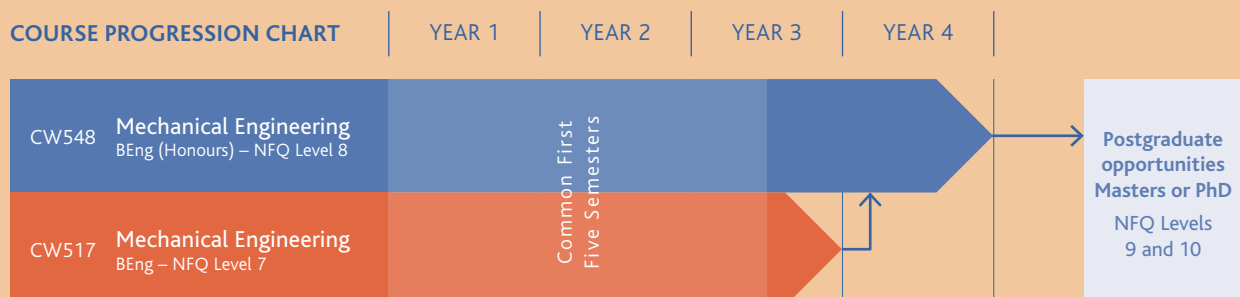 COURSE PROGRESSION CHART
YEAR 1
YEAR 2
YEAR 3
YEAR 4
CW548
Mechanical Engineering
BEng (Honours) – NFQ Level 8
CW517
Mechanical Engineering
BEng – NFQ Level 7
Common First
Five Semesters
Postgraduate
opportunities
Masters or PhD
NFQ Levels
9 and 10